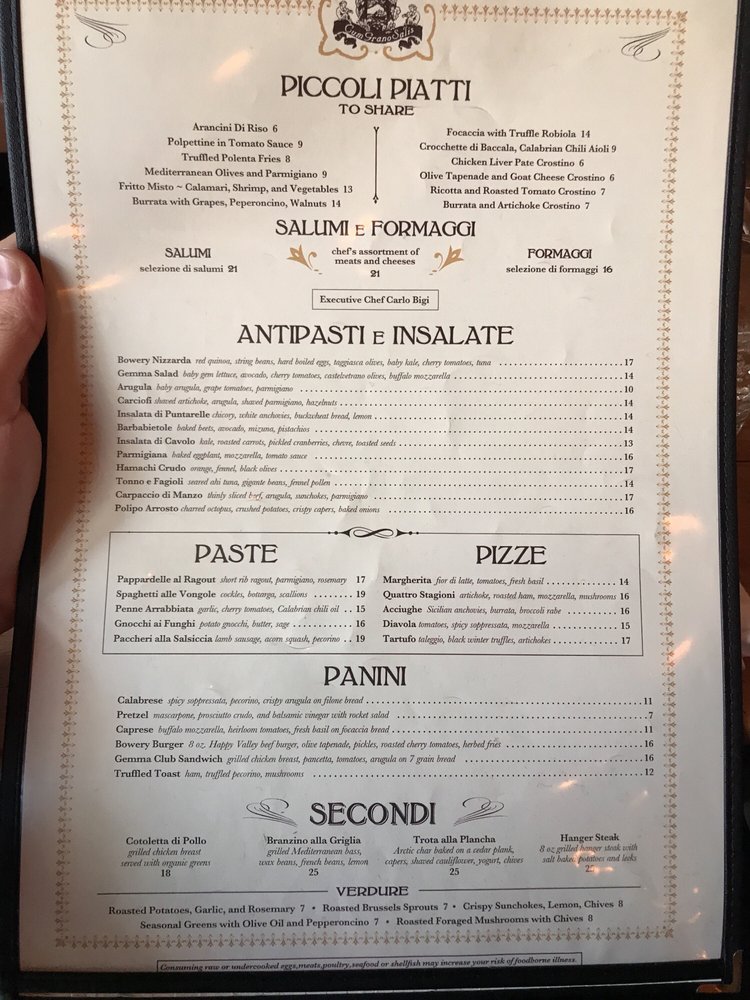 Cum Grano Salis
PICCOLI PIATTI
TO SHARE
Arancini Di Riso 6
Polpettine in Tomato Sauce 9
Truffled Polenta Fries 8
Mediterranean Olives and Parmigiano 9
Fritto Misto ~ Calamari, Shrimp, and Vegetables 13
Burrata with Grapes, Peperoncino, Walnuts 14
Focaccia with Truffle Robiola 14
Crocchette di Baccala, Calabrian Chili Aioli 9
Chicken Liver Pate Crostino 6
Olive Tapenade and Goat Cheese Crostino 6
Ricotta and Roasted Tomato Crostino 7
Burrata and Artichoke Crostino 7
SALUMI E FORMAGGI
SALUMI
selezione di salumi 21
chef's assortment of
meats and cheeses
21
FORMAGGI
selezione di formaggi 16
Executive Chef Carlo Bigi
ANTIPASTI E INSALATE
Bowery Nizzarda red quinoa, string beans, hard boiled eggs, taggiasca olives, baby kale, cherry tomatoes, tuna 17
Gemma Salad baby gem lettuce, avocado, cherry tomatoes, castelvetrano olives, buffalo mozzarella 14
Arugula baby arugula, grape tomatoes, parmigiano 10
Carciofi shaved artichoke, arugula, shaved parmigiano, hazelnuts 14
Insalata di Puntarelle chicory, white anchovies, buckwheat bread, lemon 14
Barbabietole baked beets, avocado, mizuna, pistachios 14
Insalata di Cavolo kale, roasted carrots, pickled cranberries, chevre, toasted seeds 13
Parmigiana baked eggplant, mozzarella, tomato sauce 16
Hamachi Crudo orange, fennel, black olives 17
Tonno e Fagioli seared ahi tuna, gigante beans, fennel pollen 14
Carpaccio di Manzo thinly sliced beef, arugula, sunchokes, parmigiano 17
Polipo Arrosto charred octopus, crushed potatoes, crispy capers, baked onions 16
PASTE
Pappardelle al Ragout short rib ragout, parmigiano, rosemary 17
Spaghetti alle Vongole cockles, bottarga, scallions 19
Penne Arrabbiata garlic, cherry tomatoes, Calabrian chili oil 15
Gnocchi ai Funghi potato gnocchi, butter, sage 16
Paccheri alla Salsiccia lamb sausage, acorn squash, pecorino 19
PIZZE
Margherita fior di latte, tomatoes, fresh basil 14
Quattro Stagioni artichoke, roasted ham, mozzarella, mushrooms 16
Acciughe Sicilian anchovies, burrata, broccoli rabe 16
Diavola tomatoes, spicy soppressata, mozzarella 15
Tartufo taleggio, black winter truffles, artichokes 17
PANINI
Calabrese spicy soppressata, pecorino, crispy arugula on filone bread 11
Pretzel mascarpone, prosciutto crudo, and balsamic vinegar with rocket salad 7
Caprese buffalo mozzarella, heirloom tomatoes, fresh basil on focaccia bread 11
Bowery Burger 8 oz. Happy Valley beef burger, olive tapenade, pickles, roasted cherry tomatoes, herbed fries 16
Gemma Club Sandwich grilled chicken breast, pancetta, tomatoes, arugula on 7 grain bread 16
Truffled Toast ham, truffled pecorino, mushrooms 12
SECONDI
Cotoletta di Pollo
grilled chicken breast
served with organic greens
18
Branzino alla Griglia
grilled Mediterranean bass,
wax beans, french beans, lemon
25
Trota alla Plancha
Arctic char baked on a cedar plank,
capers, shaved cauliflower, yogurt, chives
25
Hanger Steak
8 oz grilled hanger steak with
salt baked potatoes and leeks
VERDURE
Roasted Potatoes, Garlic, and Rosemary 7 • Roasted Brussels Sprouts 7 • Crispy Sunchokes, Lemon, Chives 8
Seasonal Greens with Olive Oil and Pepperoncino 7 • Roasted Foraged Mushrooms with Chives 8
Consuming raw or undercooked eggs,meats,poultry,seafood or shellfish may increase your risk of foodborne illness.